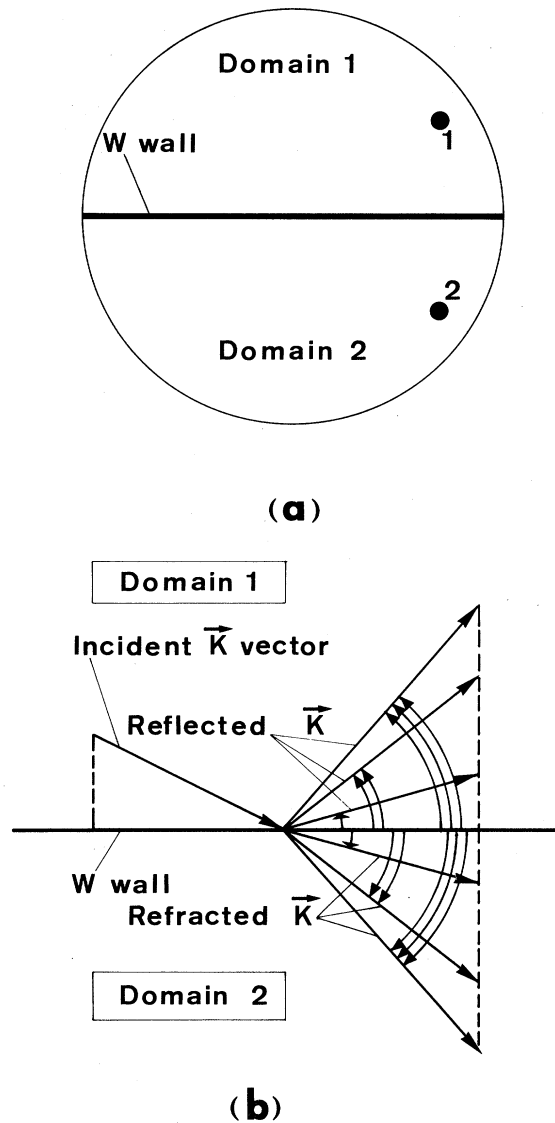 Domain 1
1
W wall
2
Domain 2
(a)
Domain 1
Incident K vector
Reflected K
W wall
Refracted K
Domain 2
(b)